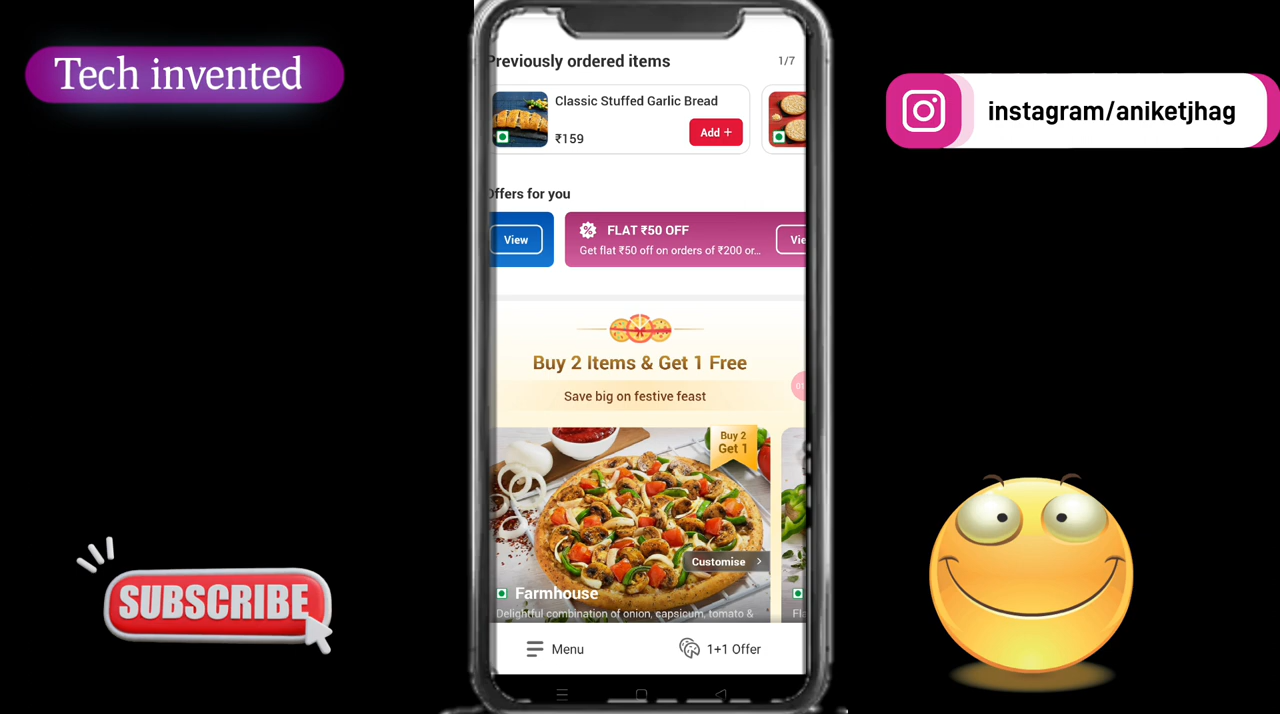 Tech invented
instagram/aniketjhag
Previously ordered items
1/7
Classic Stuffed Garlic Bread
₹159
Add +
Offers for you
View
FLAT ₹50 OFF
Get flat ₹50 off on orders of ₹200 or...
Vie
Buy 2 Items & Get 1 Free
Save big on festive feast
Buy 2
Get 1
Customise >
Farmhouse
Delightful combination of onion, capsicum, tomato &
Fla
Menu
1+1 Offer
SUBSCRIBE